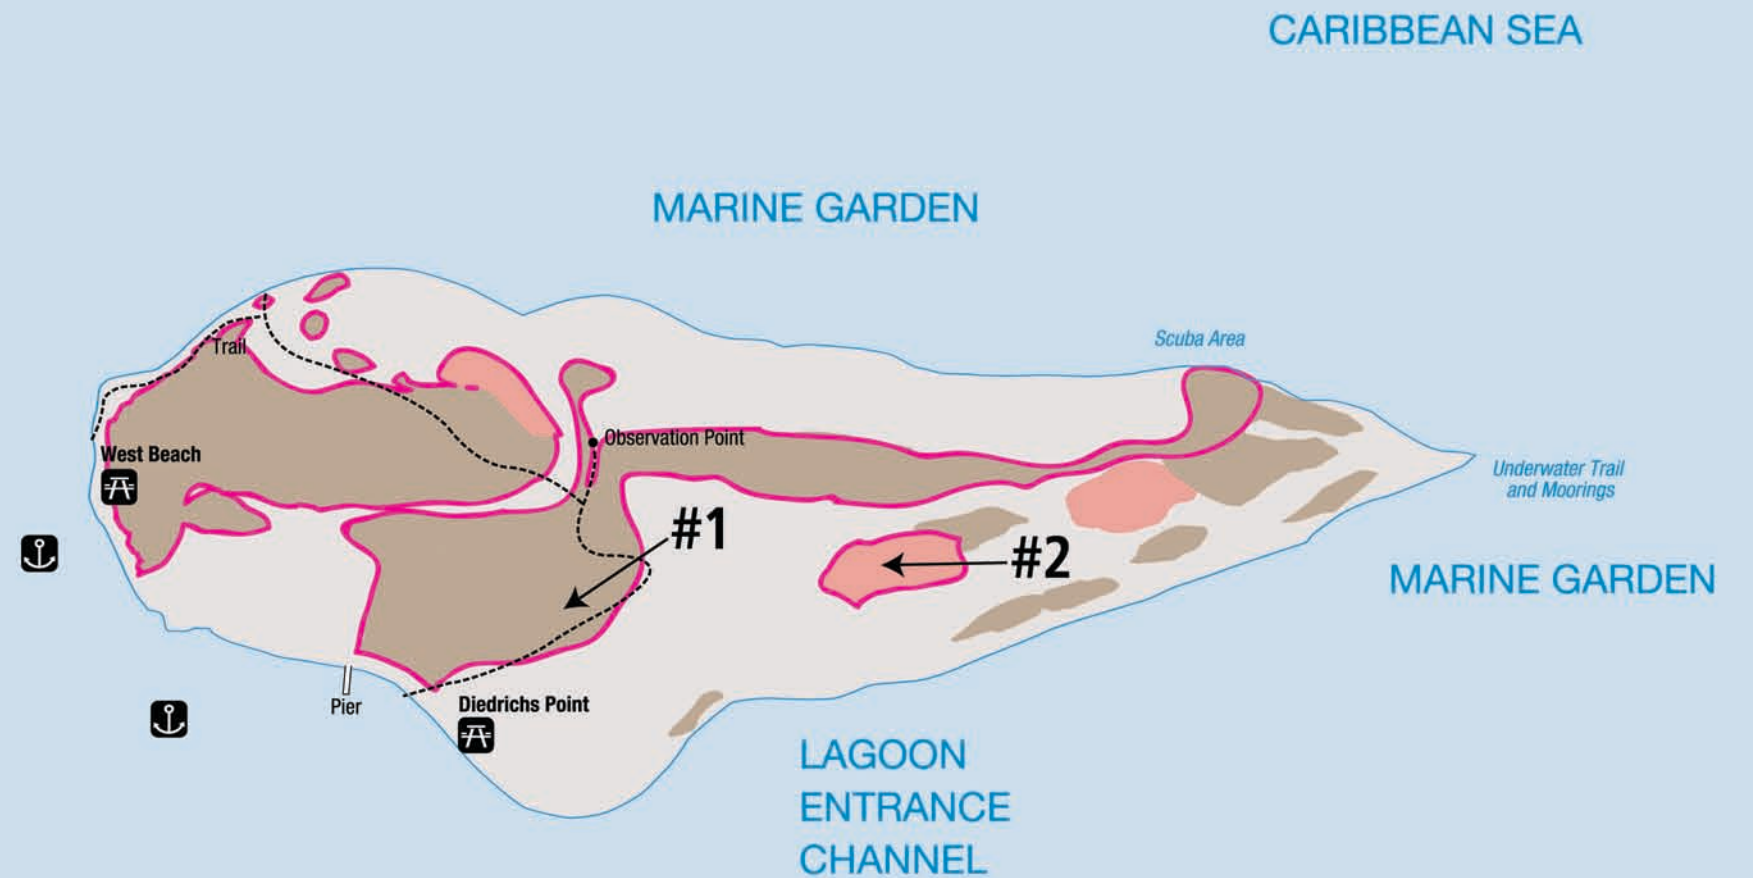 CARIBBEAN SEA
MARINE GARDEN
Scuba Area
Trail
Observation Point
West Beach
Underwater Trail
and Moorings
#1
#2
MARINE GARDEN
Pier
Diedrichs Point
LAGOON
ENTRANCE
CHANNEL